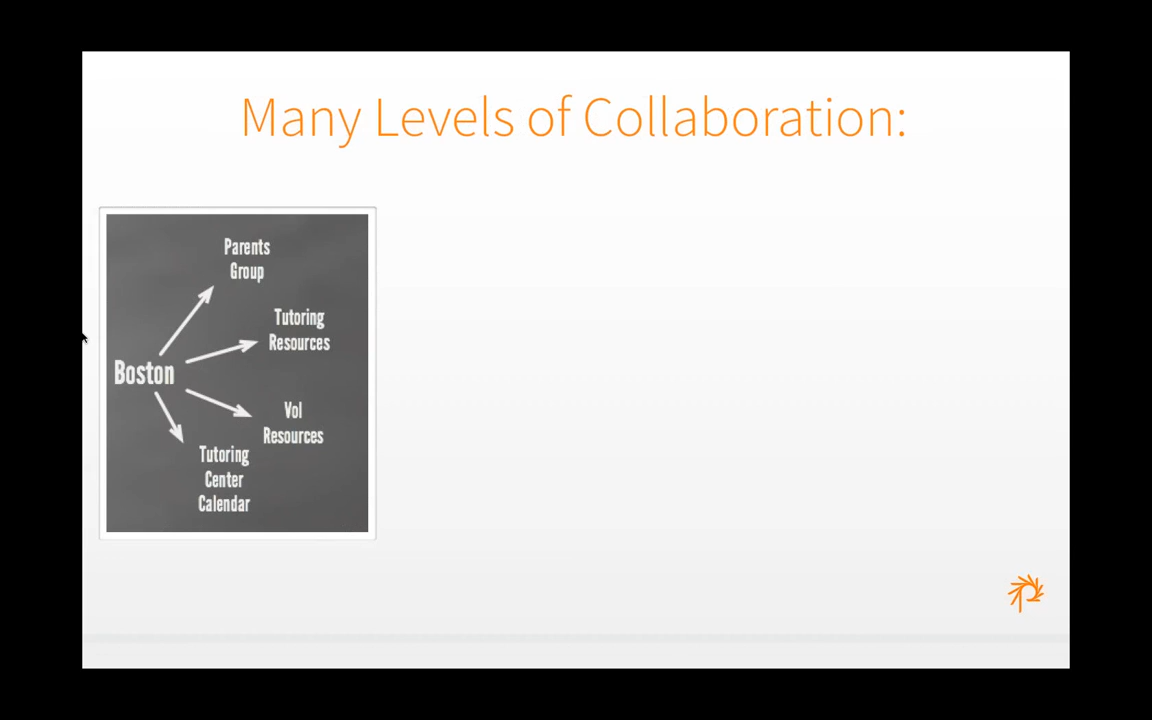 Many Levels of Collaboration:
Parents
Group
Tutoring
Resources
Boston
Vol
Resources
Tutoring
Center
Calendar